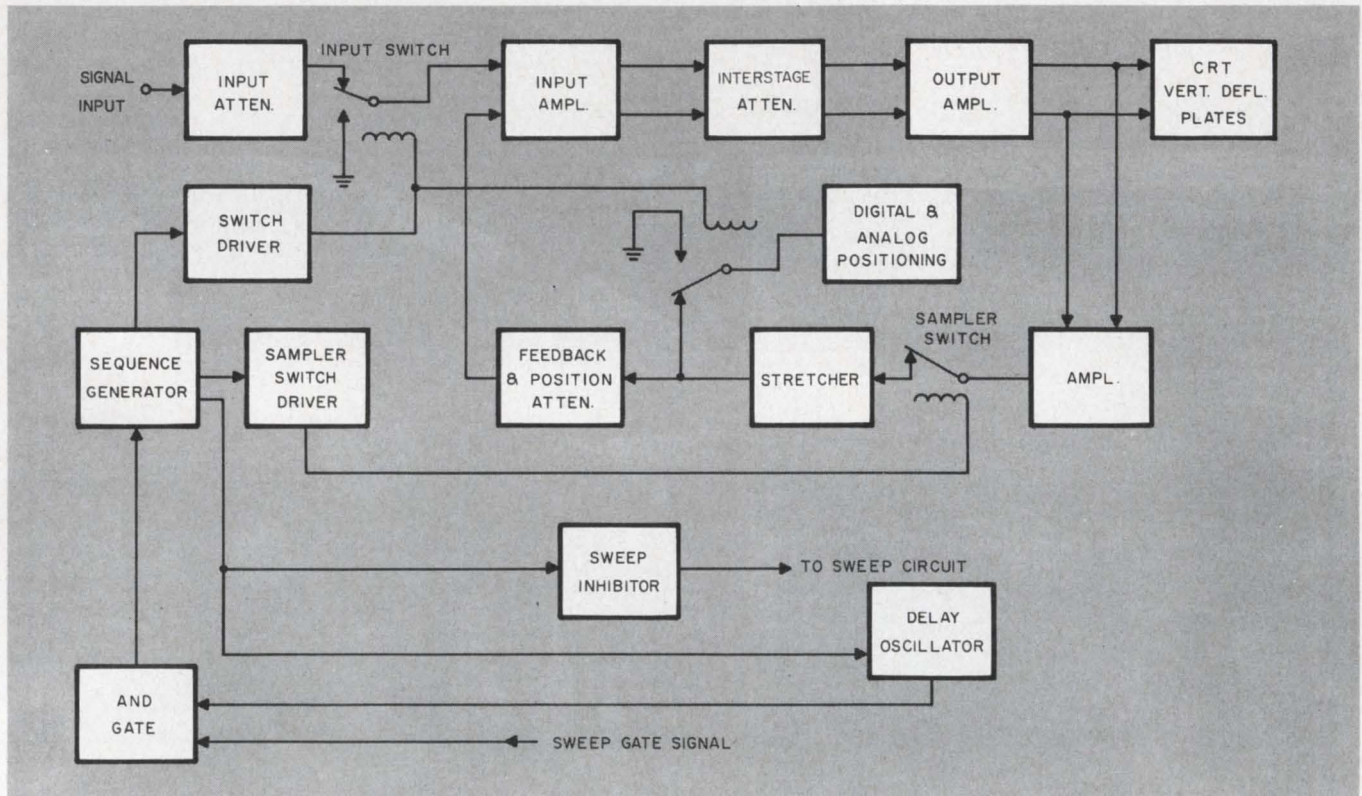 INPUT SWITCH
SIGNAL
INPUT
INPUT
ATTEN.
INPUT
AMPL.
INTERSTAGE
ATTEN.
OUTPUT
AMPL.
CRT
VERT. DEFL.
PLATES
SWITCH
DRIVER
DIGITAL &
ANALOG
POSITIONING
SEQUENCE
GENERATOR
SAMPLER
SWITCH
DRIVER
FEEDBACK
& POSITION
ATTEN.
STRETCHER
SAMPLER
SWITCH
AMPL.
SWEEP
INHIBITOR
TO SWEEP CIRCUIT
DELAY
OSCILLATOR
AND
GATE
SWEEP GATE SIGNAL